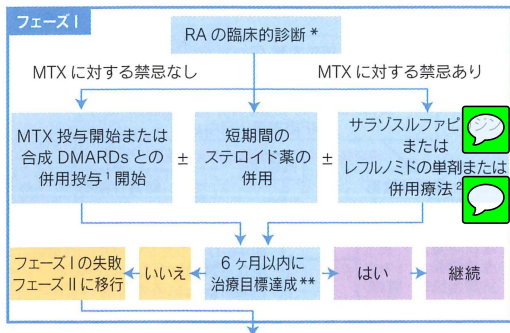 フェーズ I
RA の臨床的診断 *
MTX に対する禁忌なし
MTX に対する禁忌あり
MTX 投与開始または
合成 DMARDs との
併用投与¹ 開始
±
短期間の
ステロイド薬の
併用
±
サラゾスルファピリジン
または
レフルノミドの単剤または
併用療法²
フェーズ I の失敗
フェーズ II に移行
いいえ
6 ヶ月以内に
治療目標達成**
はい
継続